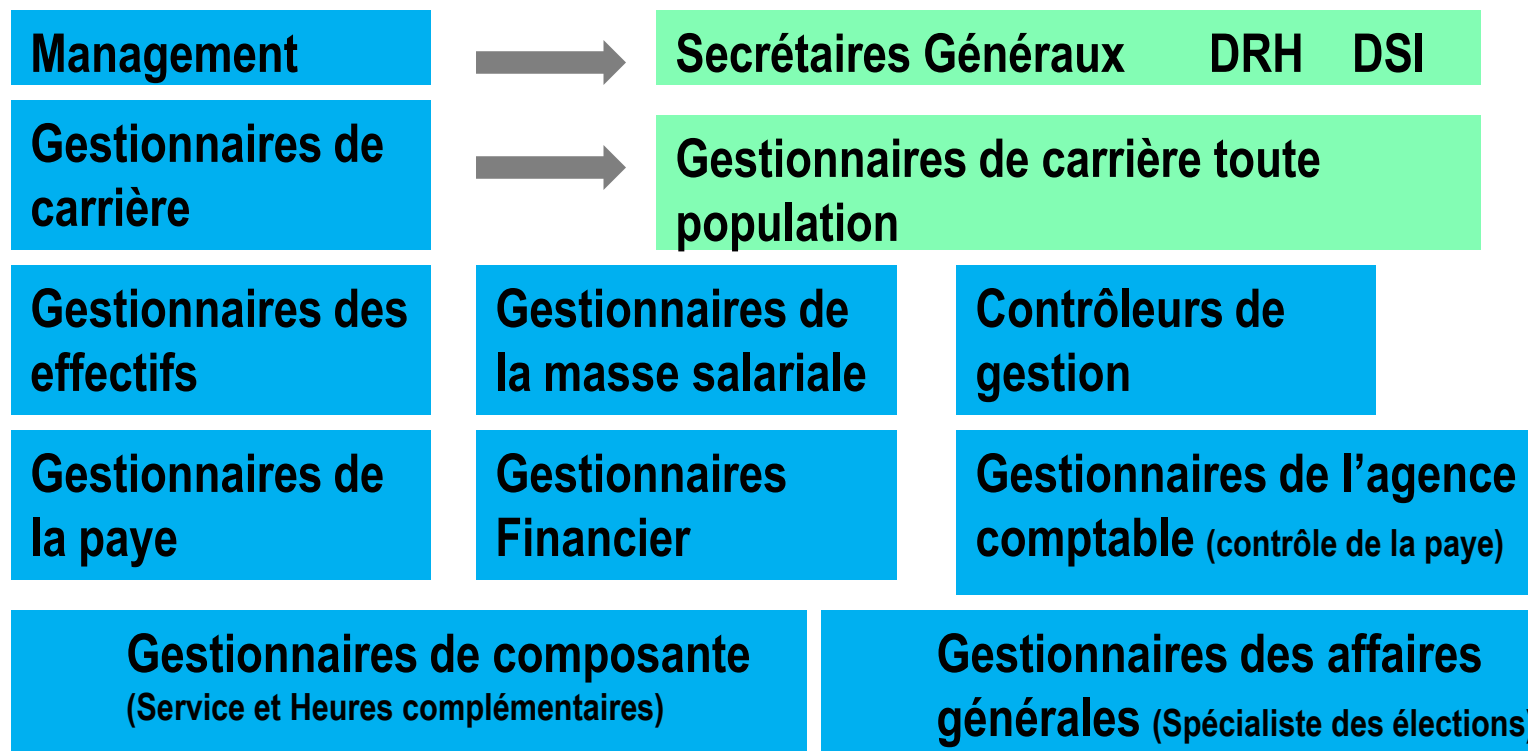 Management
Secrétaires Généraux DRH DSI
Gestionnaires de
carrière
Gestionnaires de carrière toute
population
Gestionnaires des
effectifs
Gestionnaires de
la masse salariale
Contrôleurs de
gestion
Gestionnaires de
la paye
Gestionnaires
Financier
Gestionnaires de l’agence
comptable (contrôle de la paye)
Gestionnaires de composante
(Service et Heures complémentaires)
Gestionnaires des affaires
générales (Spécialiste des élections)